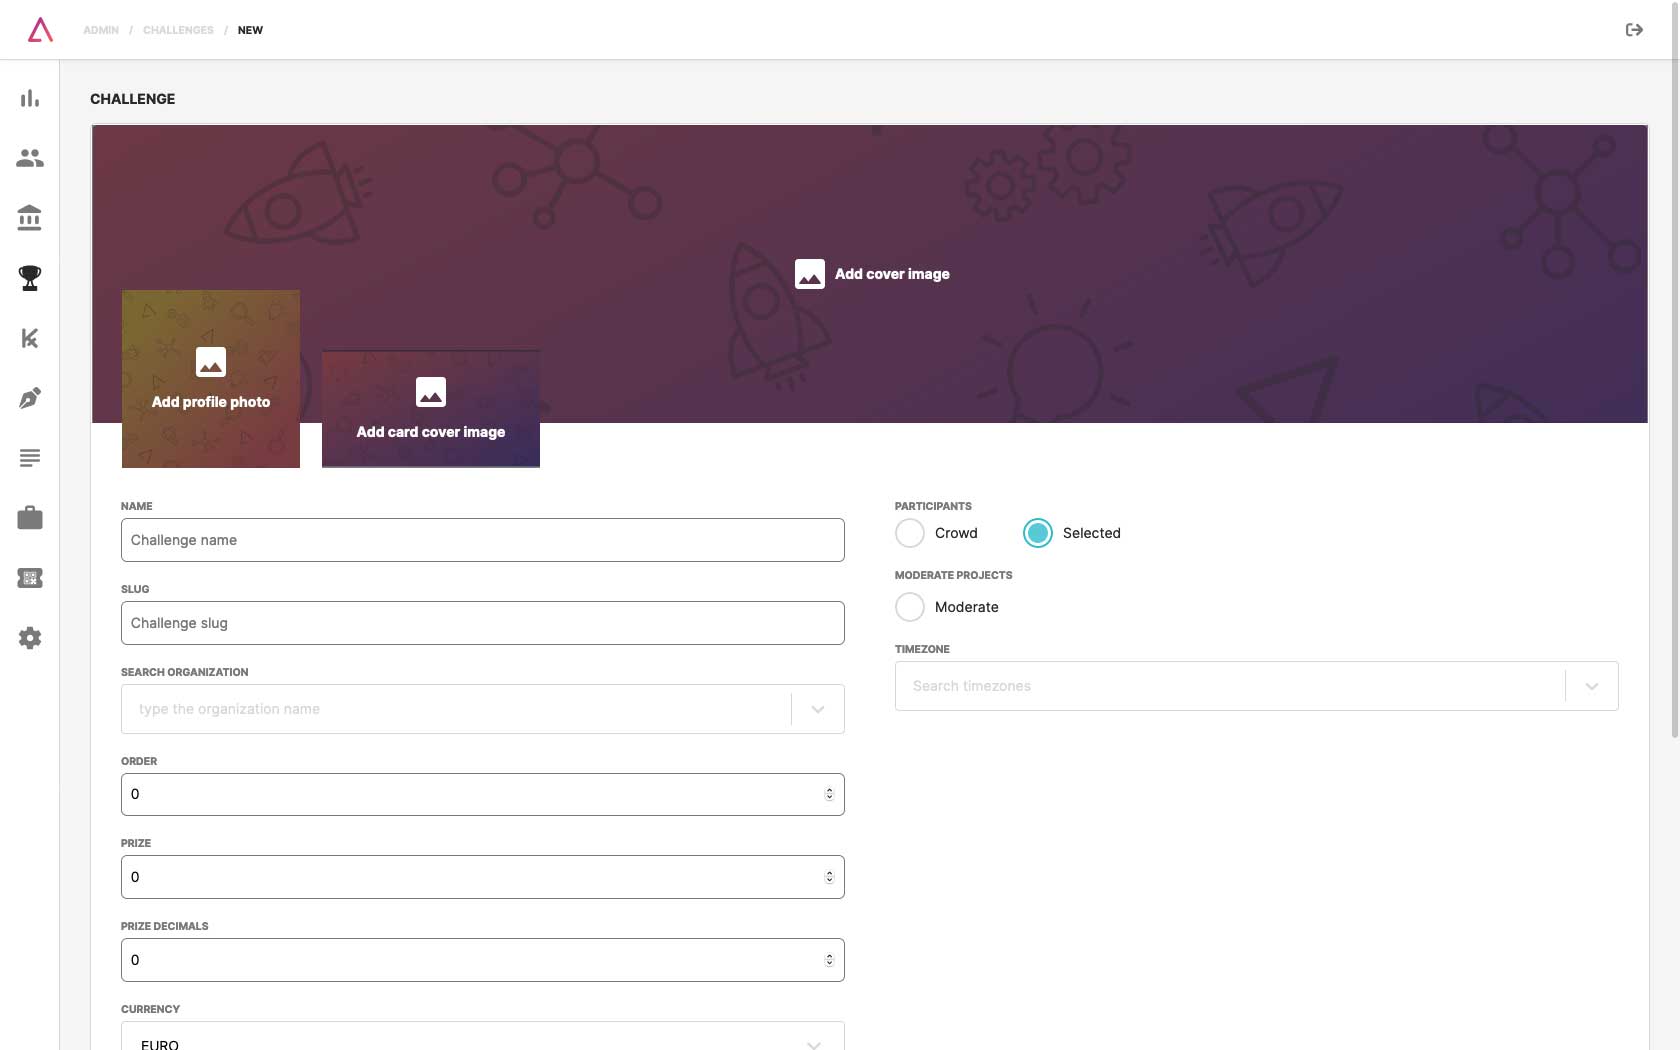 ADMIN / CHALLENGES / NEW
CHALLENGE
Add cover image
Add profile photo
Add card cover image
NAME
Challenge name
SLUG
Challenge slug
SEARCH ORGANIZATION
type the organization name
ORDER
0
PRIZE
0
PRIZE DECIMALS
0
CURRENCY
EURO
PARTICIPANTS
Crowd Selected
MODERATE PROJECTS
Moderate
TIMEZONE
Search timezones